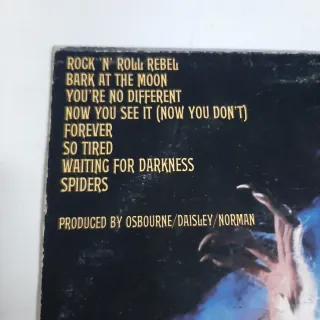 ROCK 'N' ROLL REBEL
BARK AT THE MOON
YOU'RE NO DIFFERENT
NOW YOU SEE IT (NOW YOU DON'T)
FOREVER
SO TIRED
WAITING FOR DARKNESS
SPIDERS
PRODUCED BY OSBOURNE/DAISLEY/NORMAN